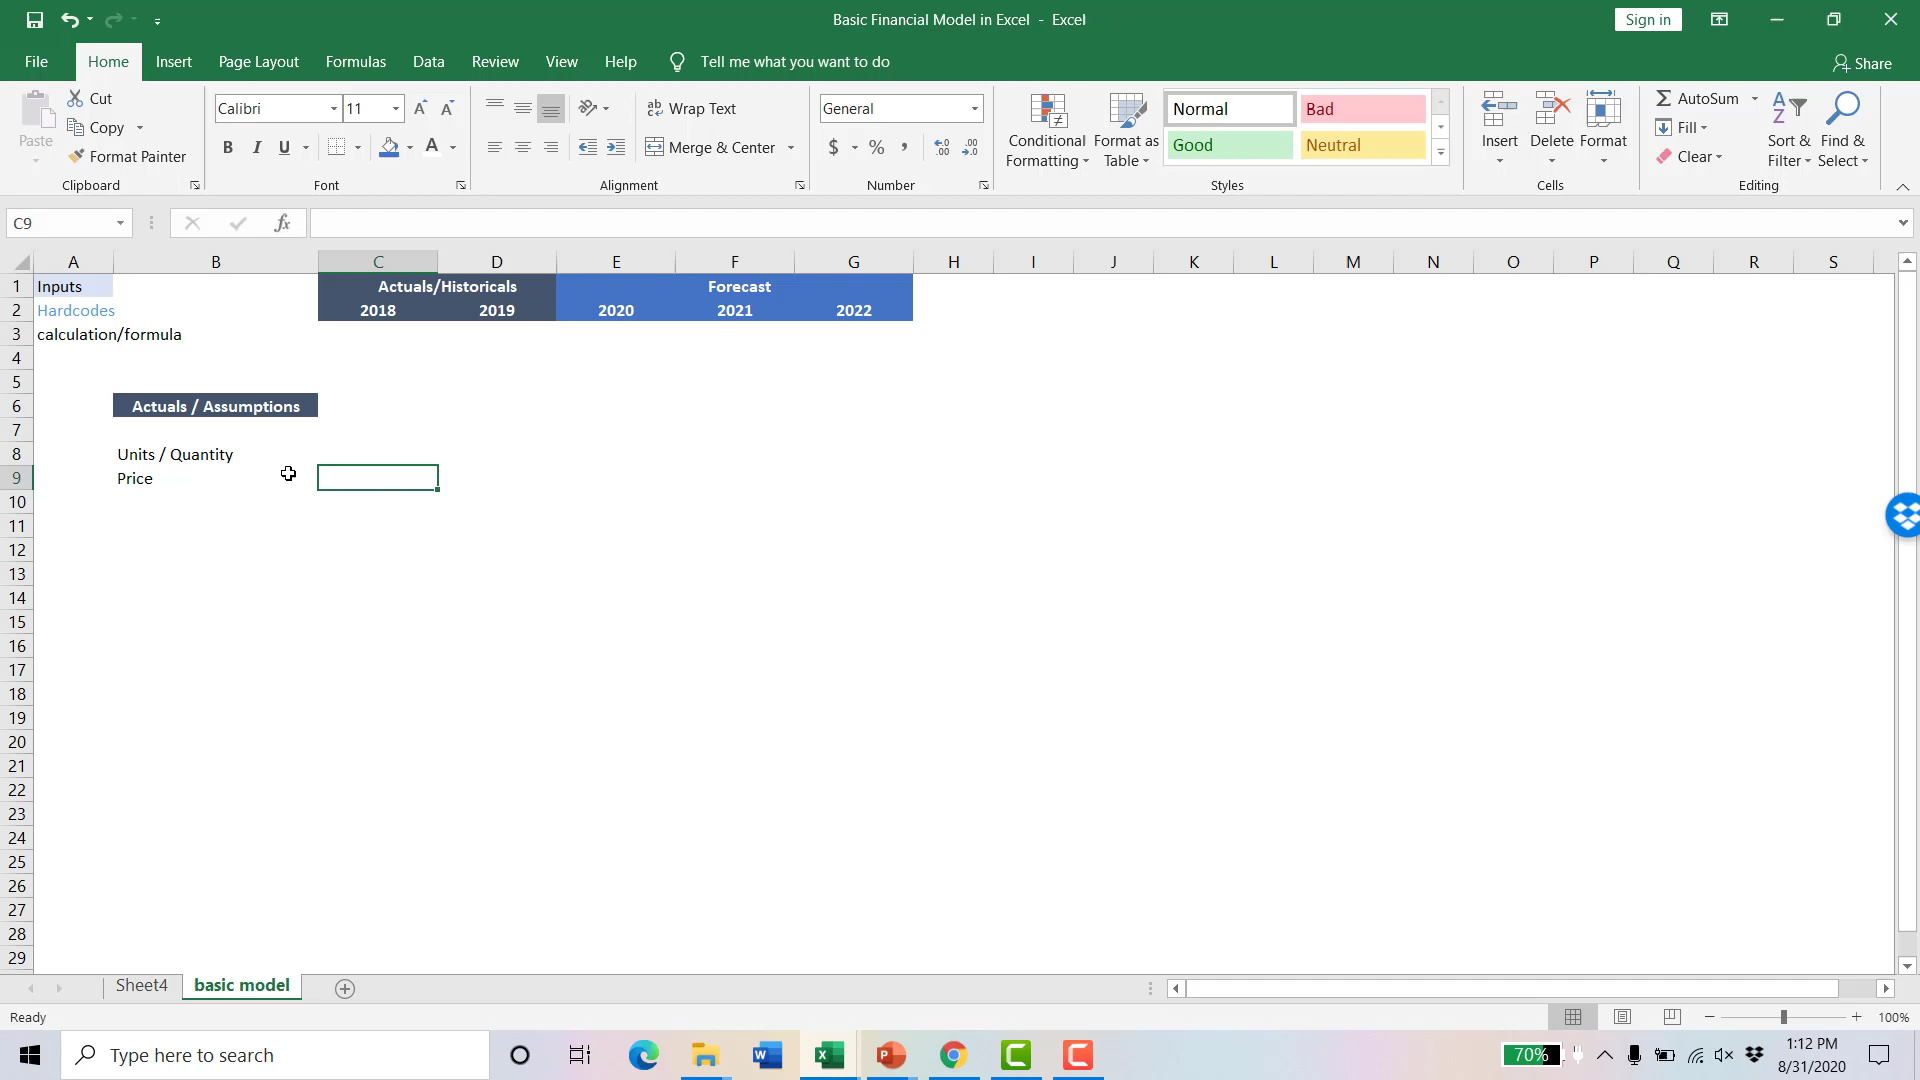 Basic Financial Model in Excel - Excel
Sign in
File
Home
Insert
Page Layout
Formulas
Data
Review
View
Help
Tell me what you want to do
Share
Paste
Cut
Copy
Format Painter
Clipboard
Calibri
11
B I U
A
Font
Wrap Text
Merge & Center
Alignment
General
$ % ,
Number
Conditional
Formatting
Format as
Table
Normal
Bad
Good
Neutral
Styles
Insert
Delete
Format
Cells
AutoSum
Fill
Clear
Sort &
Filter
Find &
Select
Editing
C9
fx
A B C D E F G H I J K L M N O P Q R S
1 Inputs Actuals/Historicals Forecast
2 Hardcodes 2018 2019 2020 2021 2022
3 calculation/formula
4
5
6 Actuals / Assumptions
7
8 Units / Quantity
9 Price
10
11
12
13
14
15
16
17
18
19
20
21
22
23
24
25
26
27
28
29
Sheet4
basic model
Ready
100%
Type here to search
70%
1:12 PM
8/31/2020